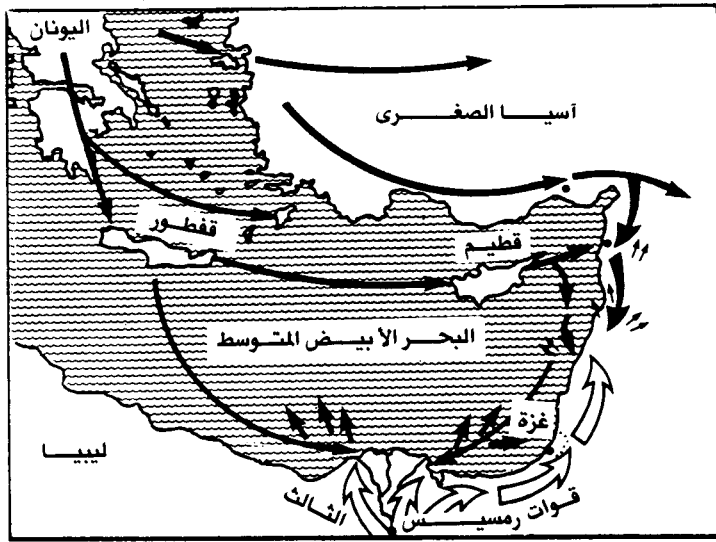 اليونان
آسيا الصغرى
قفطور
قطيم
البحر الأبيض المتوسط
غزة
ليبيا
قوات رمسيس
الثالث